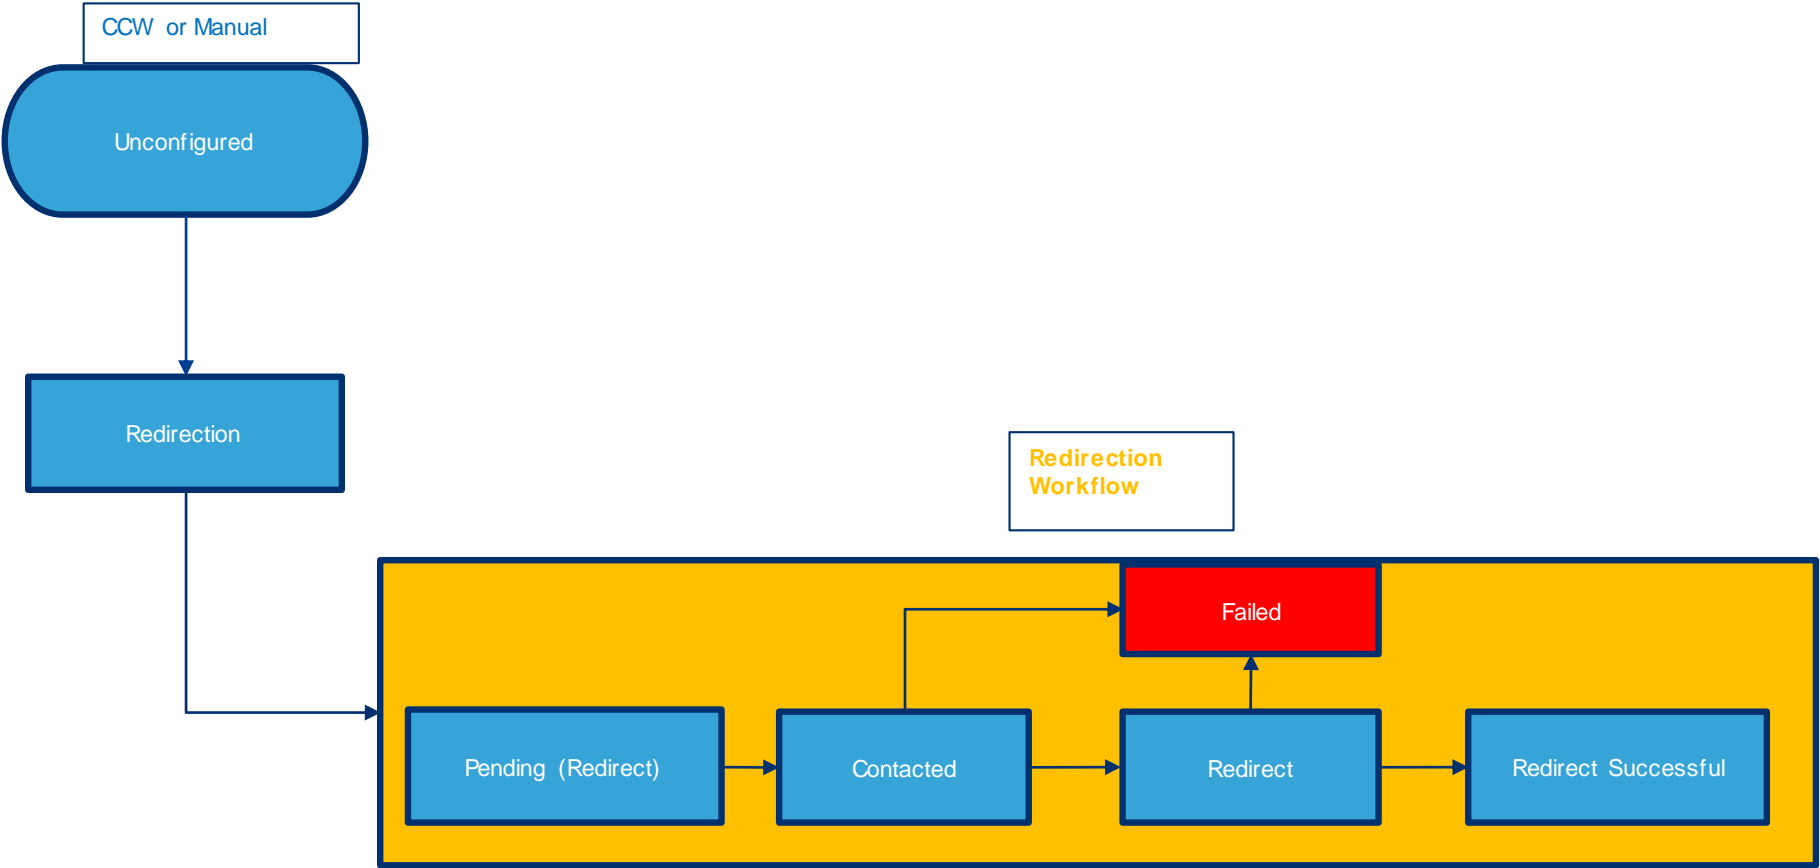 CCW or Manual
Unconfigured
Redirection
Redirection
Workflow
Failed
Pending (Redirect)
Contacted
Redirect
Redirect Successful